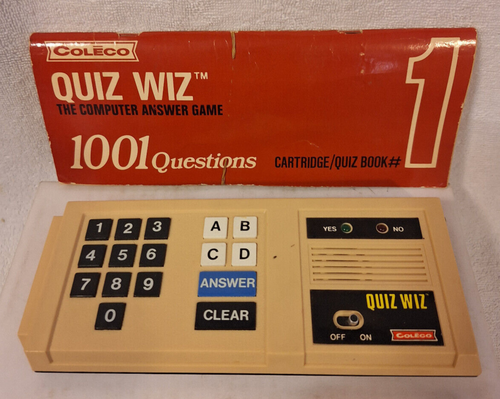 COLECO
QUIZ WIZ™
THE COMPUTER ANSWER GAME
1001 Questions
CARTRIDGE/QUIZ BOOK# 1
1 2 3
4 5 6
7 8 9
0
A B
C D
ANSWER
CLEAR
YES NO
QUIZ WIZ™
OFF ON
COLECO